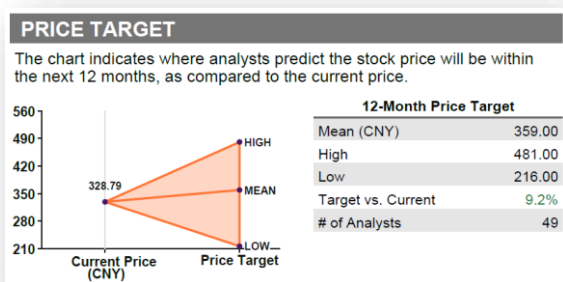 PRICE TARGET
The chart indicates where analysts predict the stock price will be within
the next 12 months, as compared to the current price.
560
490
420
350
280
210
328.79
HIGH
MEAN
LOW
Current Price
(CNY)
Price Target
12-Month Price Target
Mean (CNY) 359.00
High 481.00
Low 216.00
Target vs. Current 9.2%
# of Analysts 49